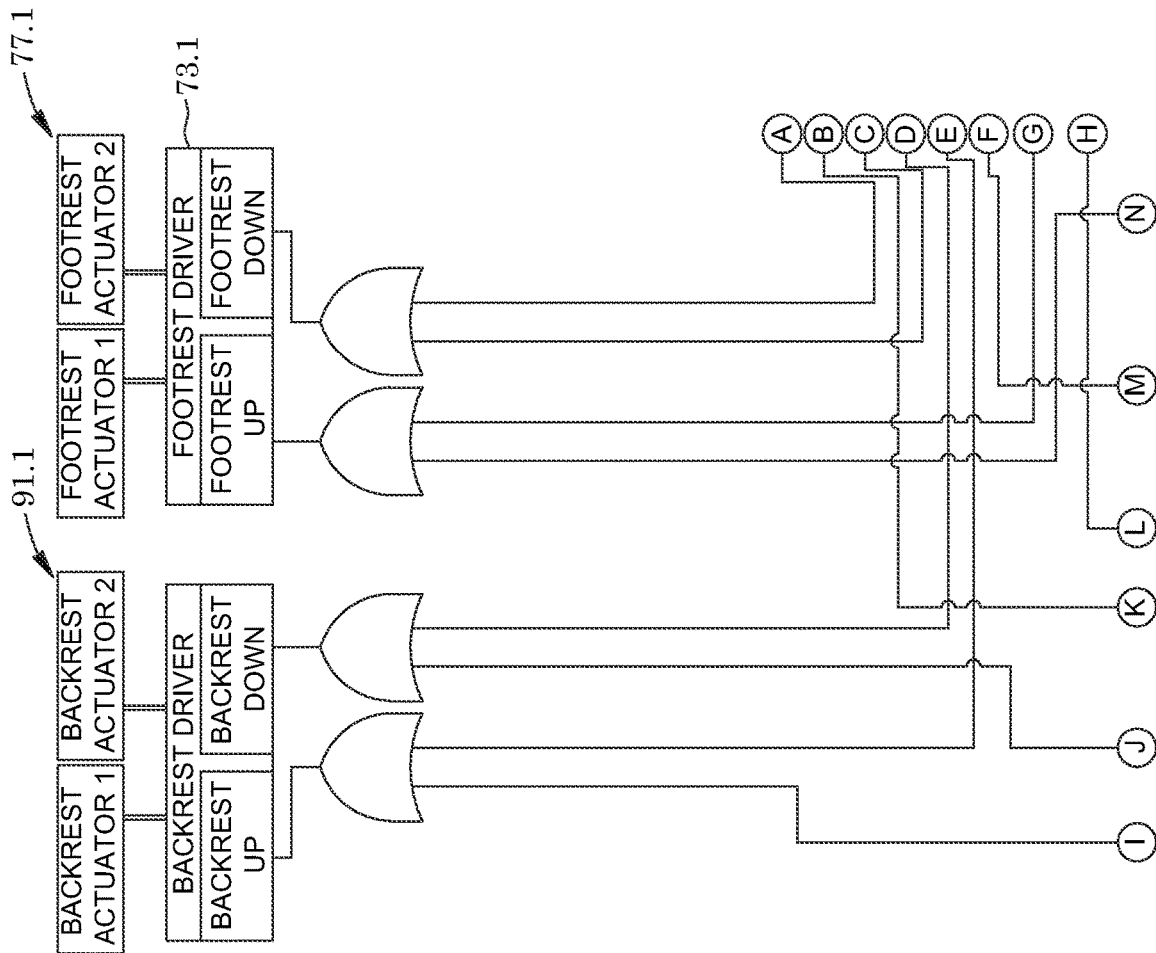 77.1
91.1
73.1
BACKREST
ACTUATOR 1
BACKREST
ACTUATOR 2
FOOTREST
ACTUATOR 1
FOOTREST
ACTUATOR 2
BACKREST DRIVER
BACKREST
UP
BACKREST
DOWN
FOOTREST DRIVER
FOOTREST
UP
FOOTREST
DOWN
A
B
C
D
E
F
G
H
I
J
K
L
M
N